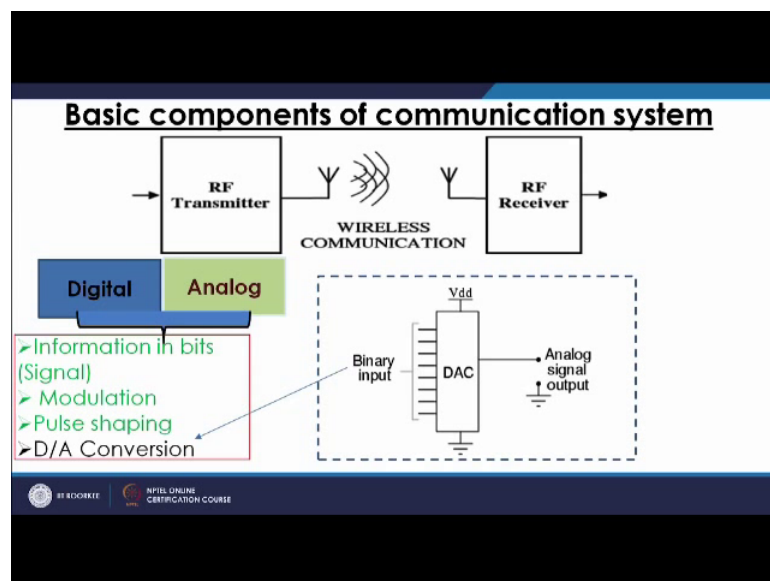 Basic components of communication system
RF
Transmitter
WIRELESS
COMMUNICATION
RF
Receiver
Digital
Analog
➢Information in bits
(Signal)
➢ Modulation
➢Pulse shaping
➢D/A Conversion
Vdd
Binary
input
DAC
Analog
signal
output
IIT ROORKEE
NPTEL ONLINE
CERTIFICATION COURSE